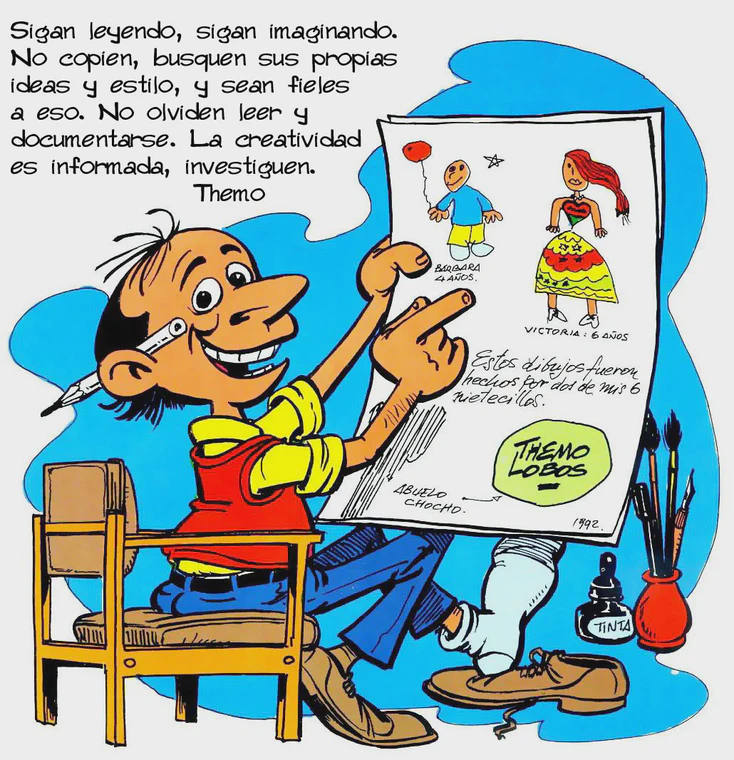 Sigan leyendo, sigan imaginando.
No copien, busquen sus propias
ideas y estilo, y sean fieles
a eso. No olviden leer y
documentarse. La creatividad
es informada, investiguen.
Themo
BARBARA
4 AÑOS.
VICTORIA: 6 AÑOS
Estos dibujos fueron
hechos por dos de mis 6
nietecillos.
THEMO
LOBOS
ABUELO
CHOCHO.
1992.
TINTA